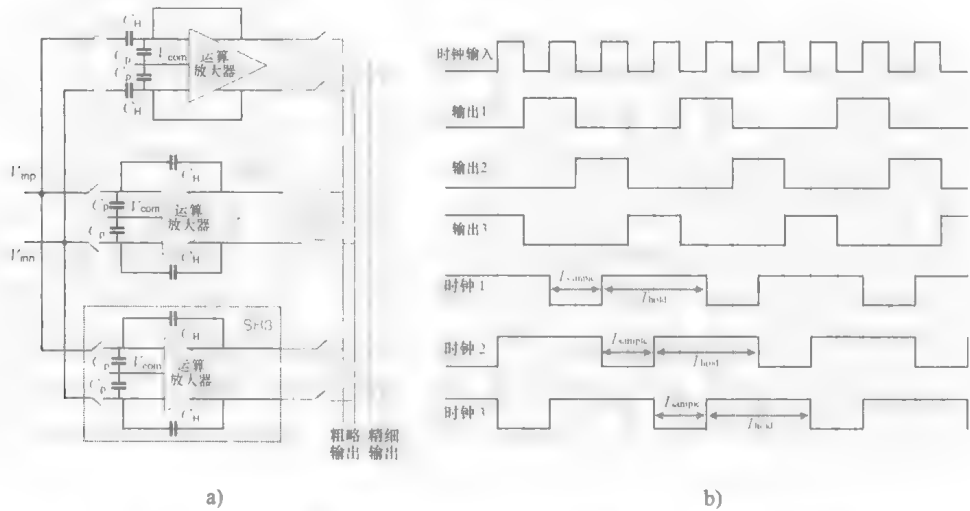 C_H
C_p
V_com
运算
放大器
C_p
C_H
V_inp
C_H
C_p
V_com
运算
放大器
C_p
V_inn
C_H
SH3
C_H
C_p
V_com
运算
放大器
C_p
C_H
粗略
输出
精细
输出
a)
时钟输入
输出1
输出2
输出3
时钟 1
T_sample
T_hold
时钟 2
T_sample
T_hold
时钟 3
T_sample
T_hold
b)